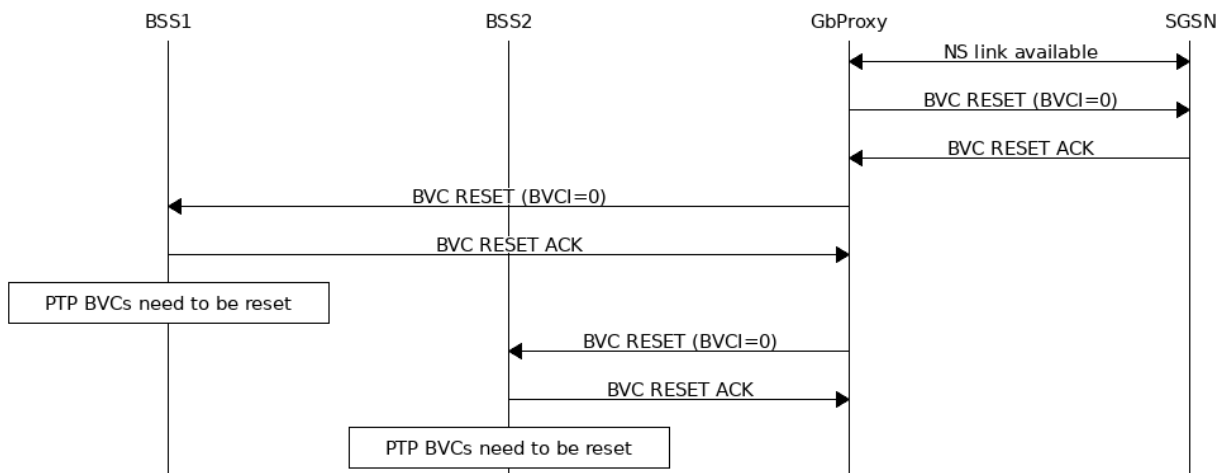 BSS1 BSS2 GbProxy SGSN
NS link available
BVC RESET (BVCI=0)
BVC RESET ACK
BVC RESET (BVCI=0)
BVC RESET ACK
PTP BVCs need to be reset
BVC RESET (BVCI=0)
BVC RESET ACK
PTP BVCs need to be reset